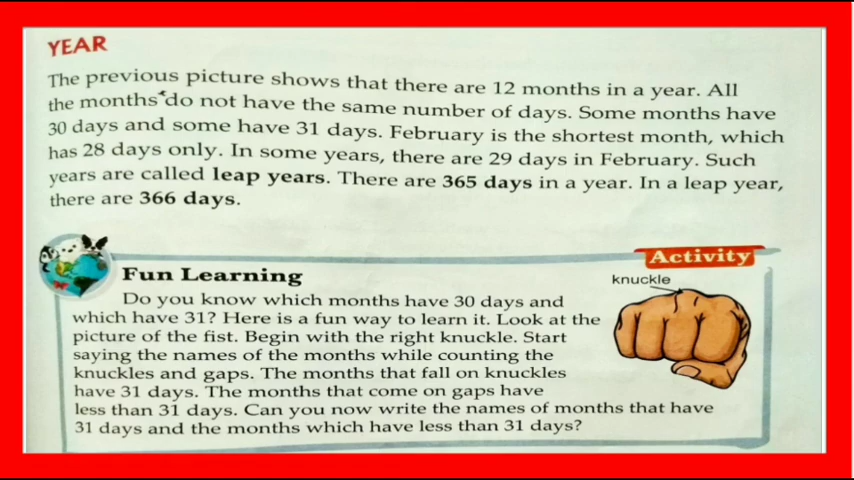 YEAR
The previous picture shows that there are 12 months in a year. All
the months do not have the same number of days. Some months have
30 days and some have 31 days. February is the shortest month, which
has 28 days only. In some years, there are 29 days in February. Such
years are called leap years. There are 365 days in a year. In a leap year,
there are 366 days.
Activity
Fun Learning
knuckle
Do you know which months have 30 days and
which have 31? Here is a fun way to learn it. Look at the
picture of the fist. Begin with the right knuckle. Start
saying the names of the months while counting the
knuckles and gaps. The months that fall on knuckles
have 31 days. The months that come on gaps have
less than 31 days. Can you now write the names of months that have
31 days and the months which have less than 31 days?